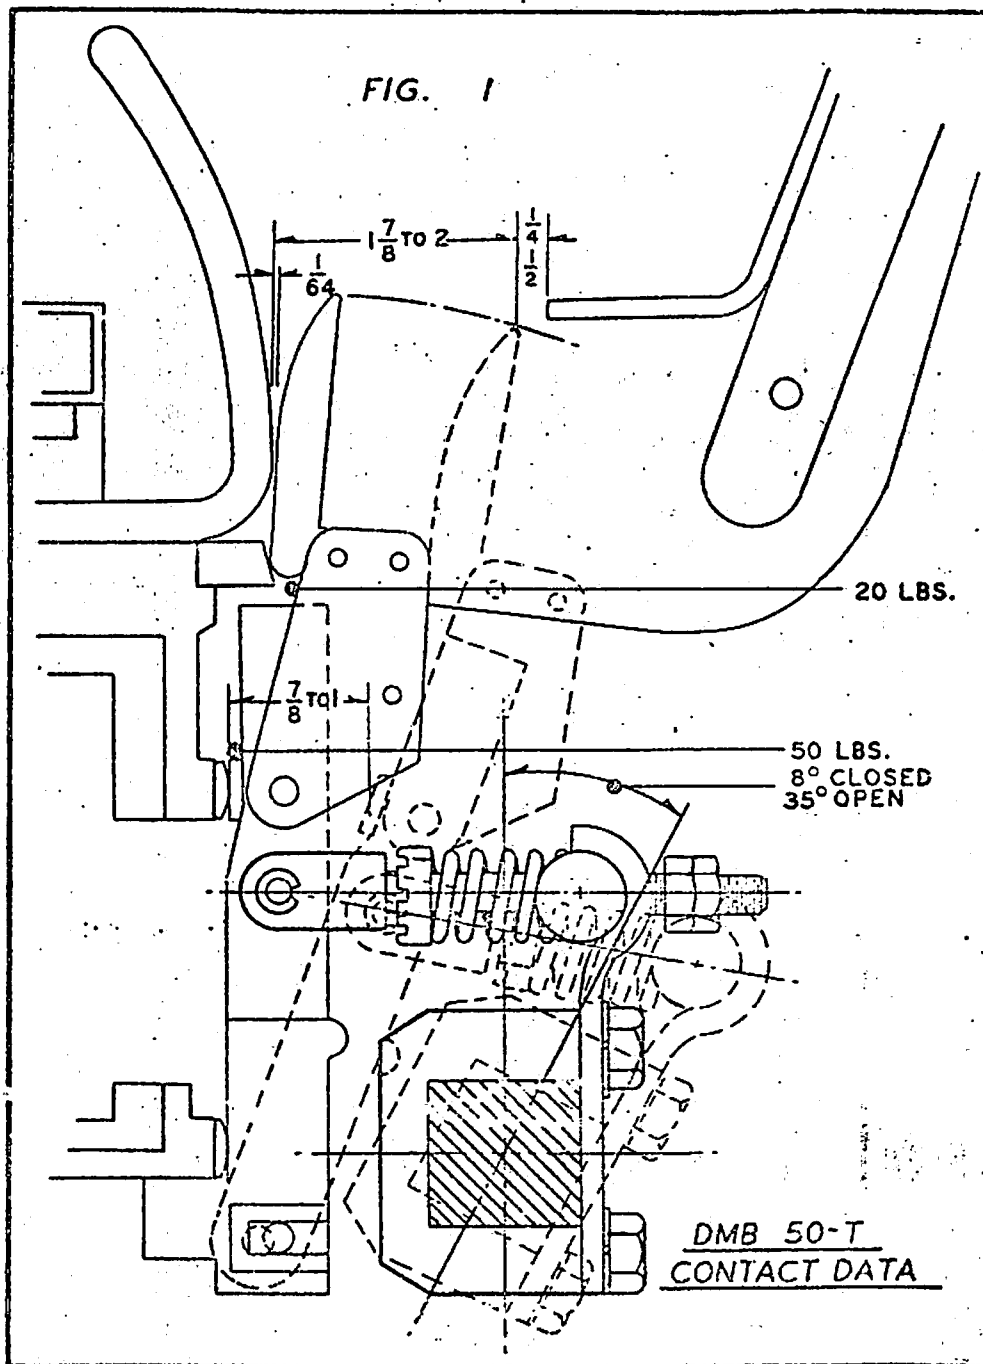 FIG. 1
1 7/8 TO 2
1/4
1/2
1/64
20 LBS.
7/8 TO 1
50 LBS.
8° CLOSED
35° OPEN
DMB 50-T
CONTACT DATA